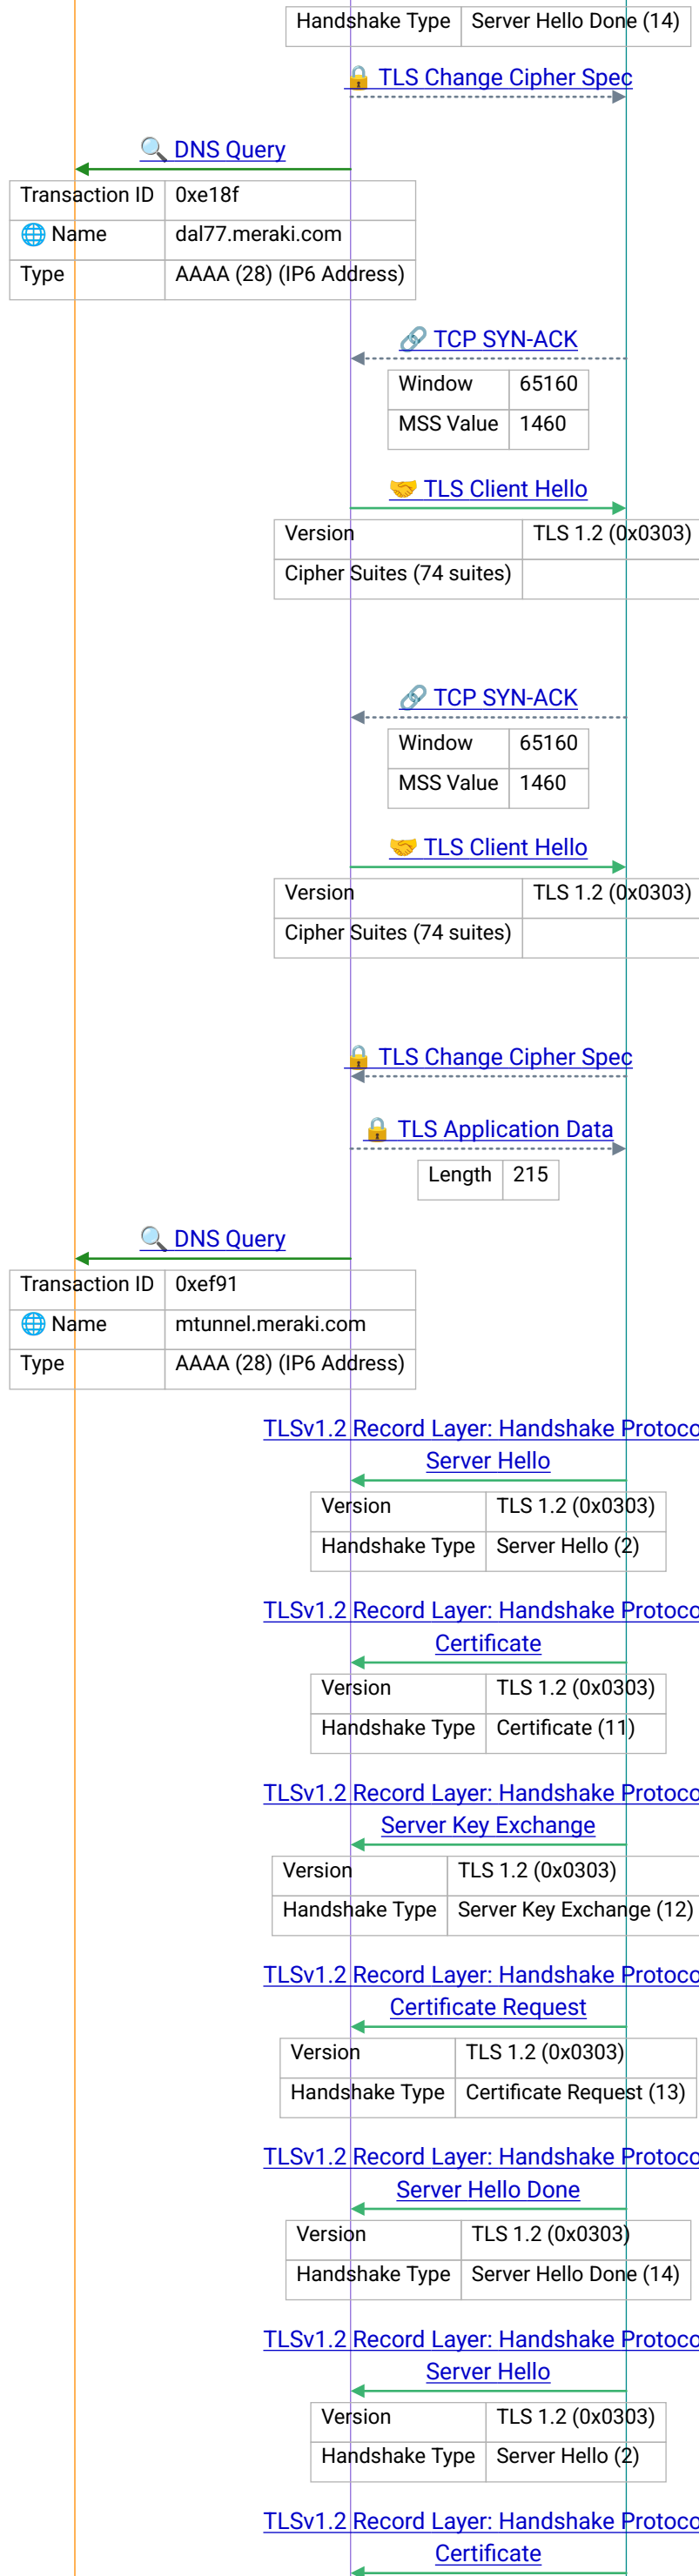 Handshake Type Server Hello Done (14)
TLS Change Cipher Spec
DNS Query
Transaction ID 0xe18f
Name dal77.meraki.com
Type AAAA (28) (IP6 Address)
TCP SYN-ACK
Window 65160
MSS Value 1460
TLS Client Hello
Version TLS 1.2 (0x0303)
Cipher Suites (74 suites)
TCP SYN-ACK
Window 65160
MSS Value 1460
TLS Client Hello
Version TLS 1.2 (0x0303)
Cipher Suites (74 suites)
TLS Change Cipher Spec
TLS Application Data
Length 215
DNS Query
Transaction ID 0xef91
Name mtunnel.meraki.com
Type AAAA (28) (IP6 Address)
TLSv1.2 Record Layer: Handshake Protoco
Server Hello
Version TLS 1.2 (0x0303)
Handshake Type Server Hello (2)
TLSv1.2 Record Layer: Handshake Protoco
Certificate
Version TLS 1.2 (0x0303)
Handshake Type Certificate (11)
TLSv1.2 Record Layer: Handshake Protoco
Server Key Exchange
Version TLS 1.2 (0x0303)
Handshake Type Server Key Exchange (12)
TLSv1.2 Record Layer: Handshake Protoco
Certificate Request
Version TLS 1.2 (0x0303)
Handshake Type Certificate Request (13)
TLSv1.2 Record Layer: Handshake Protoco
Server Hello Done
Version TLS 1.2 (0x0303)
Handshake Type Server Hello Done (14)
TLSv1.2 Record Layer: Handshake Protoco
Server Hello
Version TLS 1.2 (0x0303)
Handshake Type Server Hello (2)
TLSv1.2 Record Layer: Handshake Protoco
Certificate